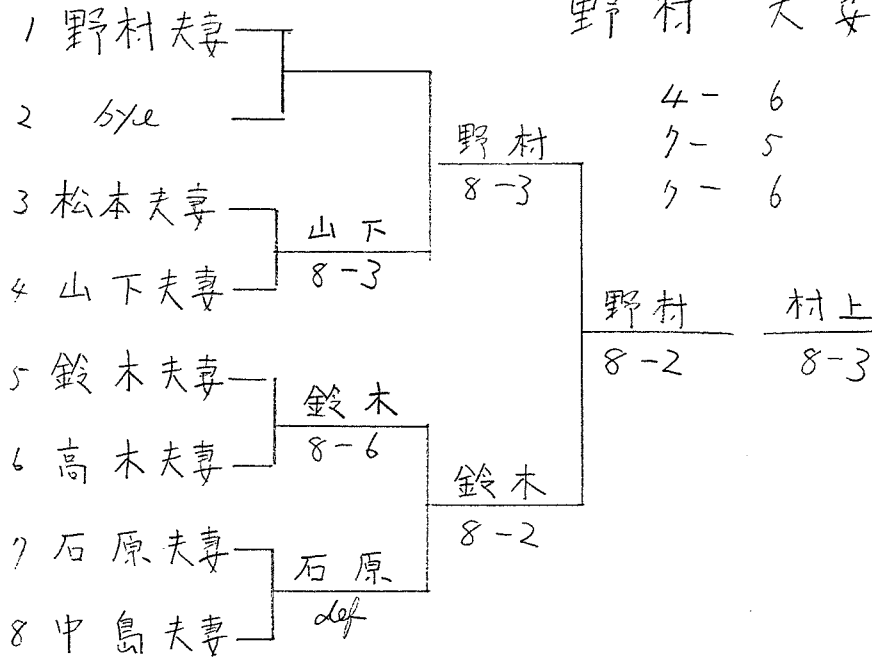 野村夫妻
4 - 6
7 - 5
7 - 6
1 野村夫妻
2 bye
3 松本夫妻
4 山下夫妻
5 鈴木夫妻
6 高木夫妻
7 石原夫妻
8 中島夫妻
山下
8-3
鈴木
8-6
石原
def
野村
8-3
鈴木
8-2
野村
8-2
村上
8-3